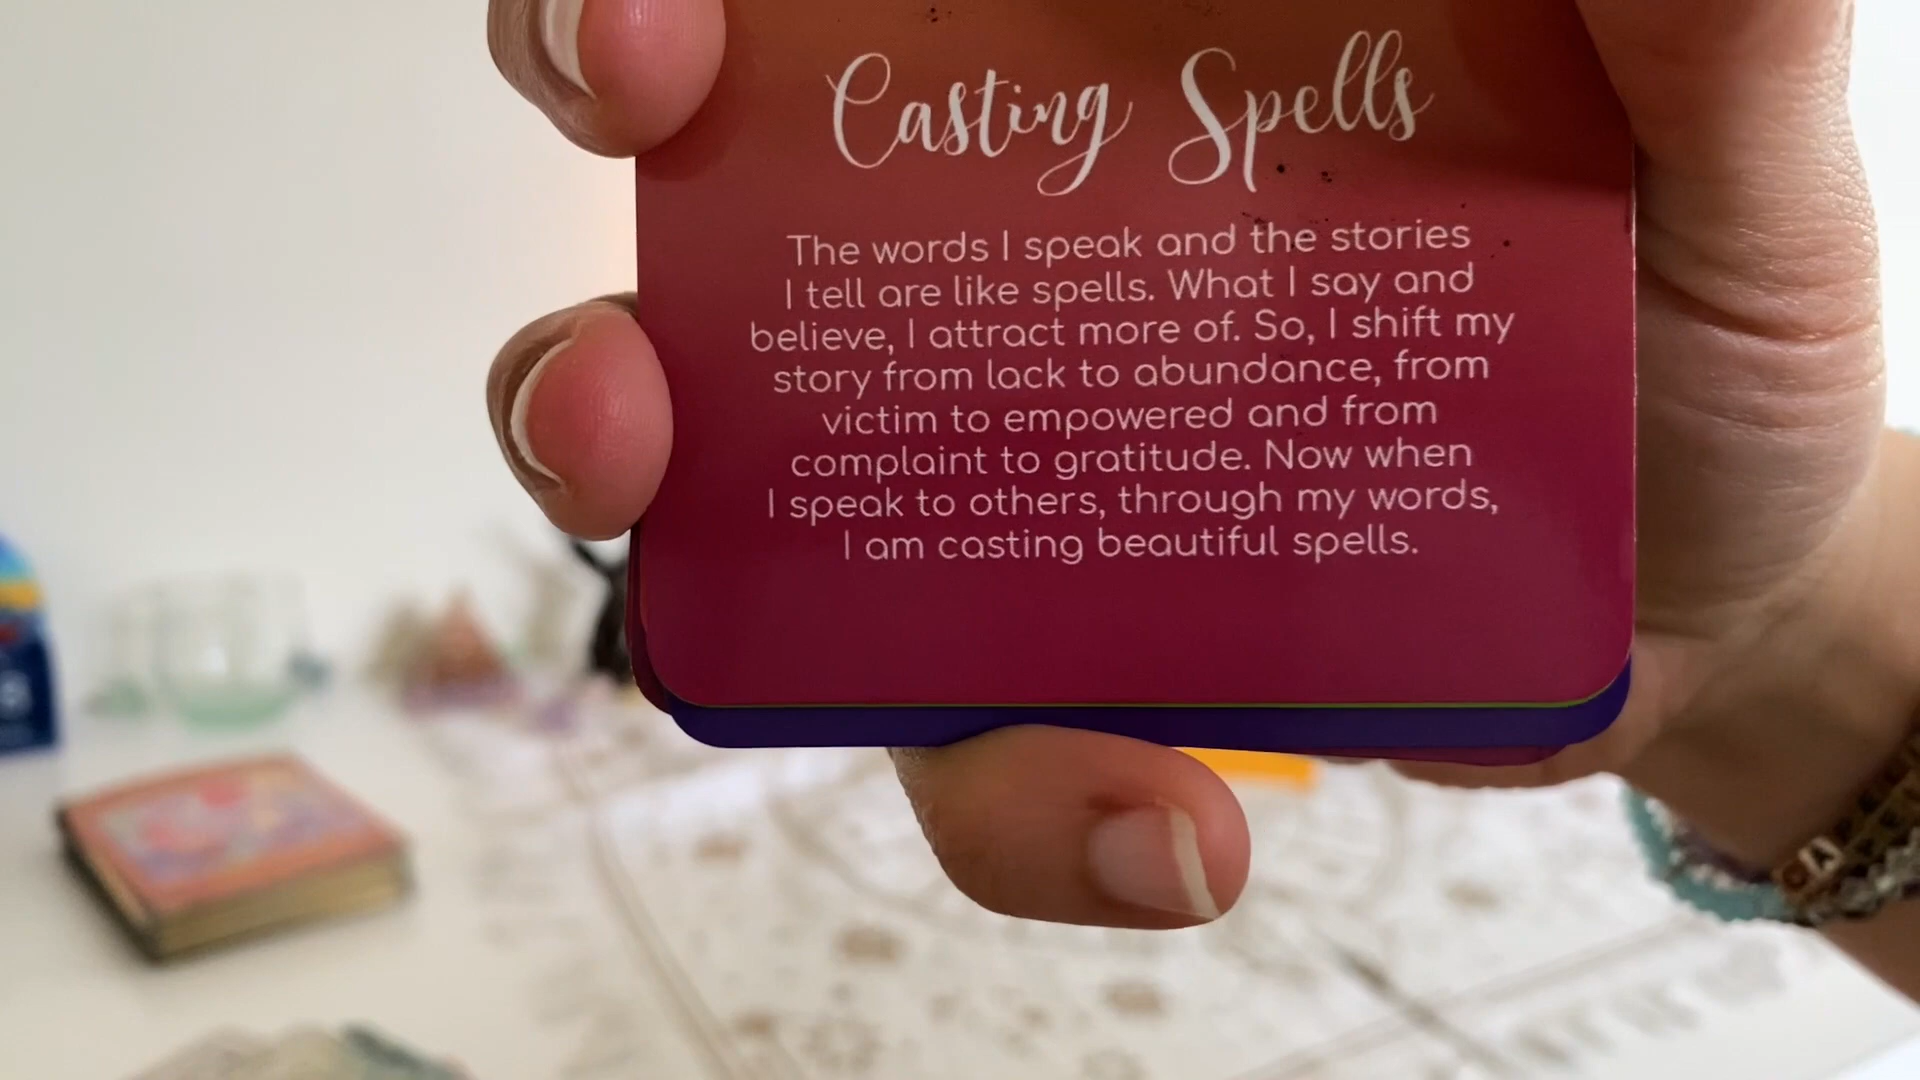 Casting Spells
The words I speak and the stories
I tell are like spells. What I say and
believe, I attract more of. So, I shift my
story from lack to abundance, from
victim to empowered and from
complaint to gratitude. Now when
I speak to others, through my words,
I am casting beautiful spells.